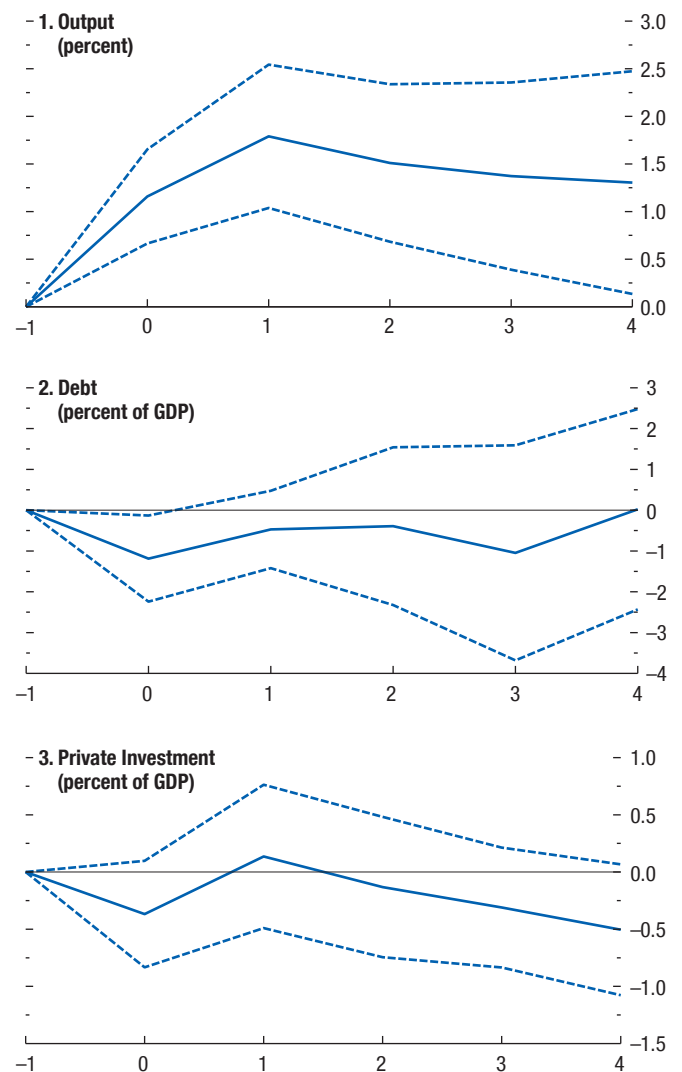 1. Output
(percent)
3.0
2.5
2.0
1.5
1.0
0.5
0.0
–1 0 1 2 3 4
2. Debt
(percent of GDP)
3
2
1
0
–1
–2
–3
–4
–1 0 1 2 3 4
3. Private Investment
(percent of GDP)
1.0
0.5
0.0
–0.5
–1.0
–1.5
–1 0 1 2 3 4